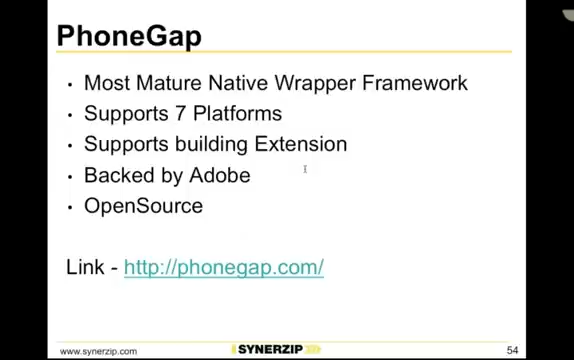 PhoneGap
• Most Mature Native Wrapper Framework
• Supports 7 Platforms
• Supports building Extension
• Backed by Adobe
• OpenSource
Link - http://phonegap.com/
www.synerzip.com
SYNERZIP
54